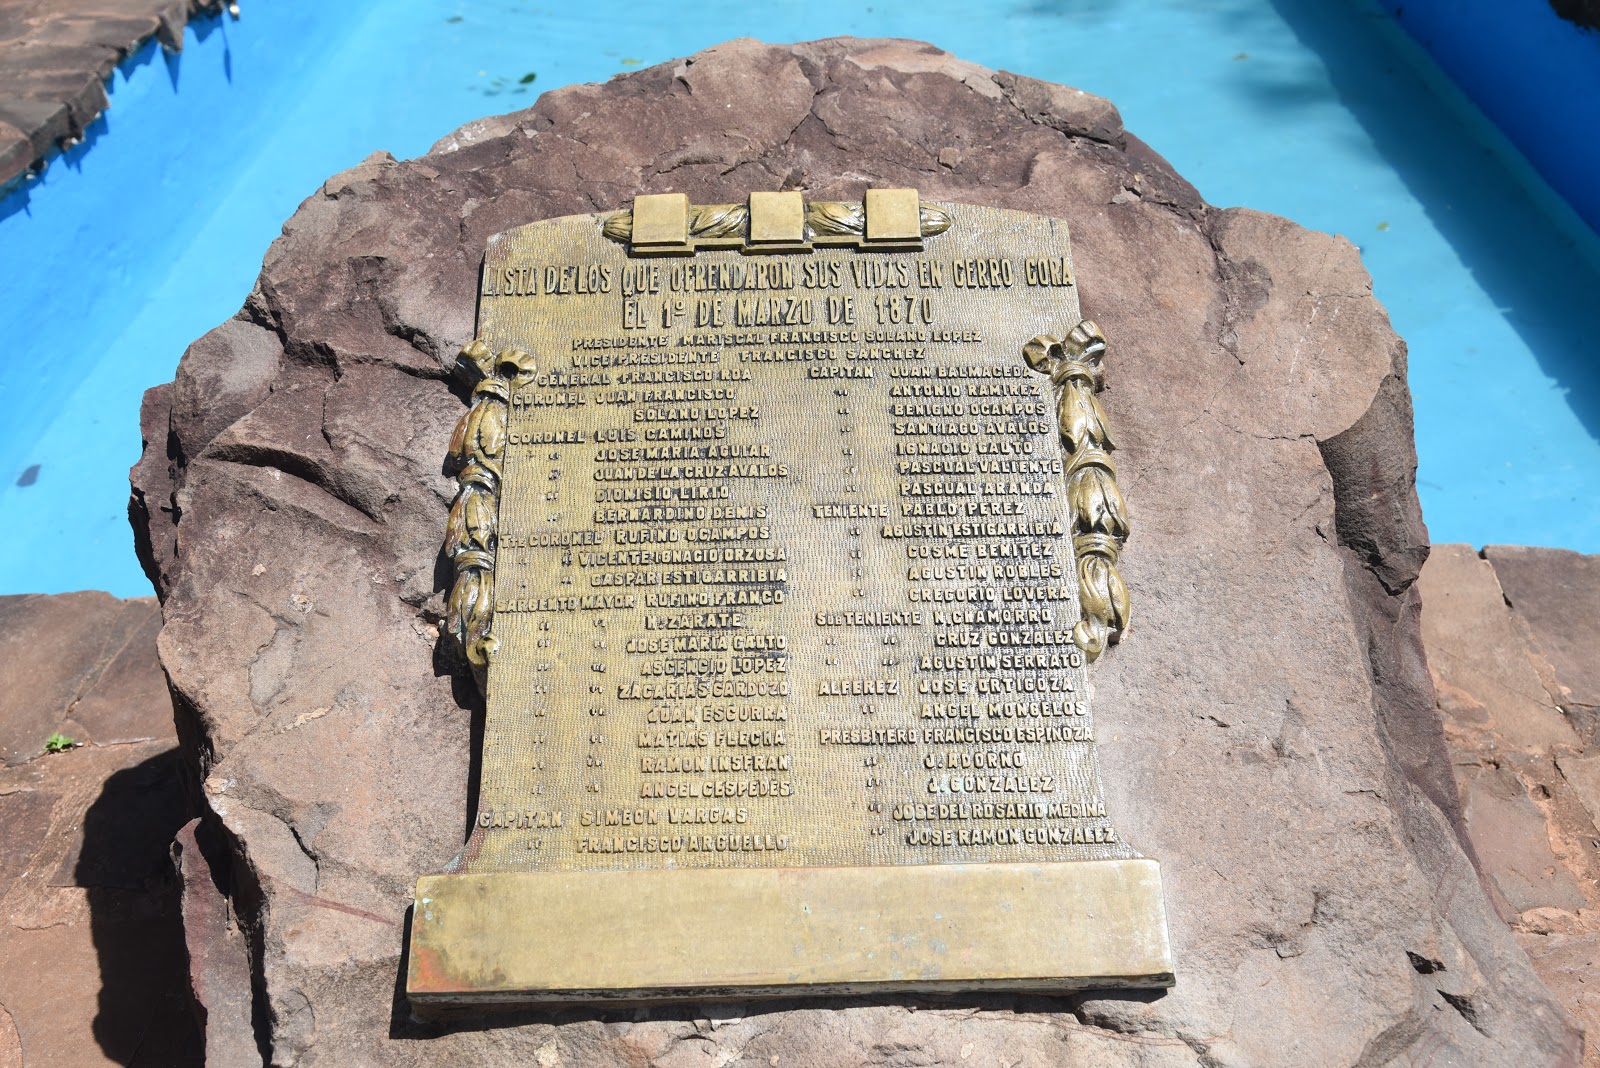 LISTA DE LOS QUE OFRENDARON SUS VIDAS EN CERRO CORA
EL 1º DE MARZO DE 1870
PRESIDENTE MARISCAL FRANCISCO SOLANO LOPEZ
VICE PRESIDENTE FRANCISCO SANCHEZ
GENERAL FRANCISCO ROA
CORONEL JUAN FRANCISCO
SOLANO LOPEZ
CORONEL LUIS CAMINOS
" " JOSE MARIA AGUIAR
" JUAN DE LA CRUZ AVALOS
" DIONISIO LIRIO
" BERNARDINO DENIS
TTE CORONEL RUFINO OCAMPOS
" " VICENTE IGNACIO ORZUSA
" " GASPAR ESTIGARRIBIA
SARGENTO MAYOR RUFINO FRANCO
" " N. ZARATE
" " JOSE MARIA GAUTO
" " ASCENCIO LOPEZ
" " ZACARIAS CARDOZO
" " JUAN ESCURRA
" " MATIAS FLECHA
" " RAMON INSFRAN
" " ANGEL CESPEDES
CAPITAN SIMEON VARGAS
" FRANCISCO ARGUELLO
CAPITAN JUAN BALMACEDA
" ANTONIO RAMIREZ
" BENIGNO OCAMPOS
" SANTIAGO AVALOS
" IGNACIO GAUTO
" PASCUAL VALIENTE
" PASCUAL ARANDA
TENIENTE PABLO PEREZ
" AGUSTIN ESTIGARRIBIA
" COSME BENITEZ
" AGUSTIN ROBLES
" GREGORIO LOVERA
SUB TENIENTE N. CHAMORRO
" " CRUZ GONZALEZ
" " AGUSTIN SERRATO
ALFEREZ JOSE ORTIGOZA
" ANGEL MONGELOS
PRESBITERO FRANCISCO ESPINOZA
" J. ADORNO
" J. GONZALEZ
" JOSE DEL ROSARIO MEDINA
" JOSE RAMON GONZALEZ